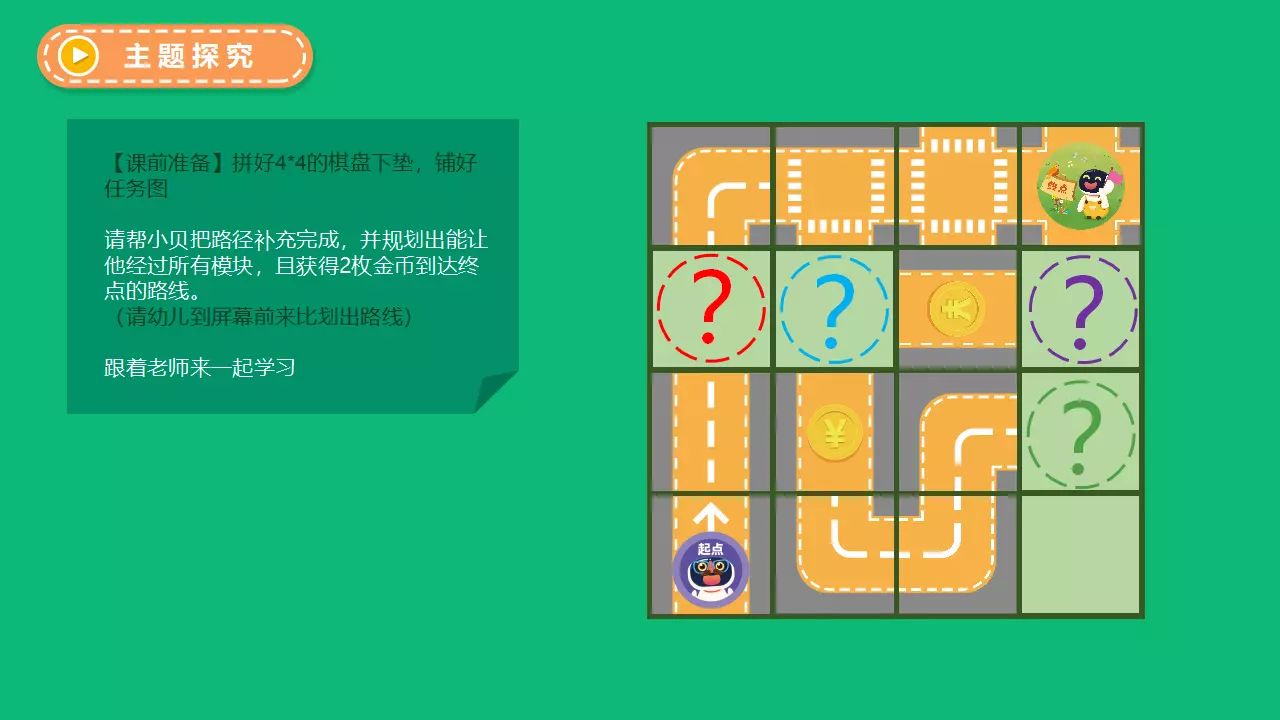 主题探究
【课前准备】拼好4*4的棋盘下垫，铺好
任务图
请帮小贝把路径补充完成，并规划出能让
他经过所有模块，且获得2枚金币到达终
点的路线。
（请幼儿到屏幕前来比划出路线）
跟着老师来一起学习
终点
?
?
¥
?
¥
?
起点